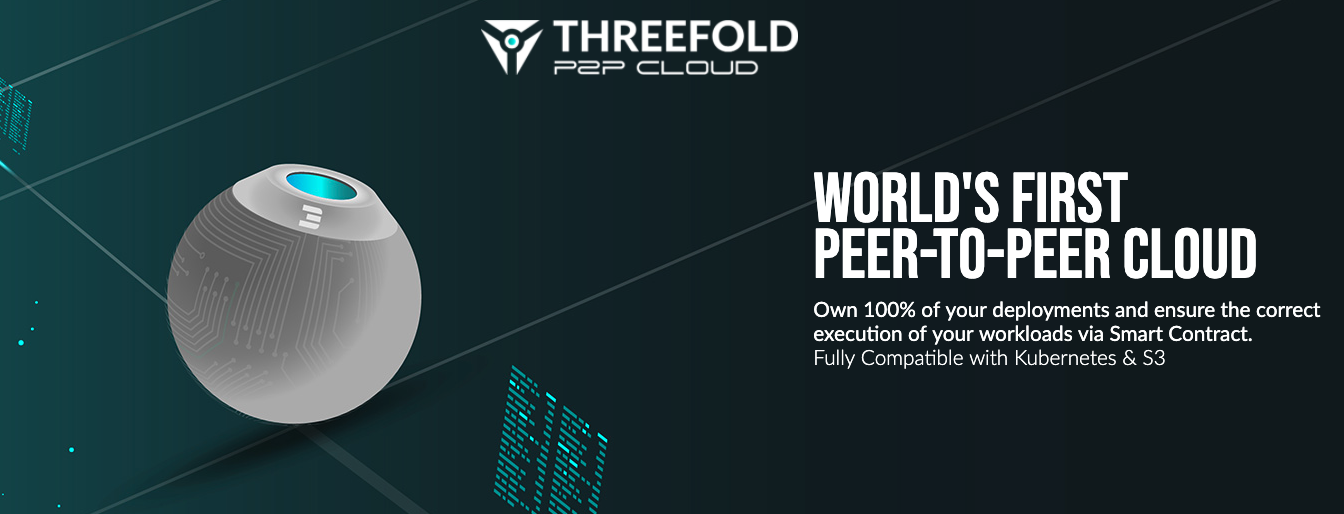 THREEFOLD
P2P CLOUD
WORLD'S FIRST
PEER-TO-PEER CLOUD
Own 100% of your deployments and ensure the correct
execution of your workloads via Smart Contract.
Fully Compatible with Kubernetes & S3